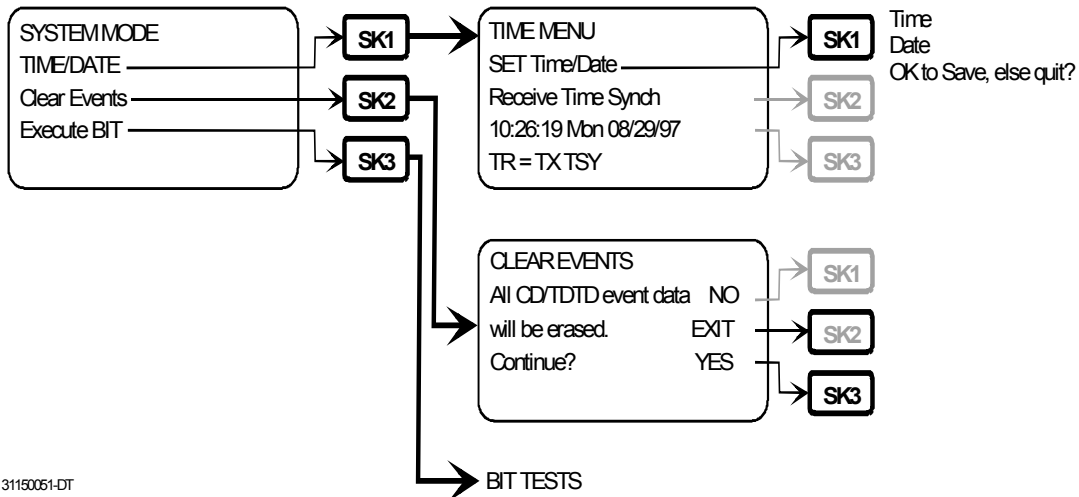 SYSTEM MODE
TIME/DATE
Clear Events
Execute BIT
SK1
SK2
SK3
TIME MENU
SET Time/Date
Receive Time Synch
10:26:19 Mon 08/29/97
TR = TX TSY
SK1
SK2
SK3
Time
Date
OK to Save, else quit?
CLEAR EVENTS
All CD/TDTD event data NO
will be erased. EXIT
Continue? YES
SK1
SK2
SK3
BIT TESTS
31150051-DT